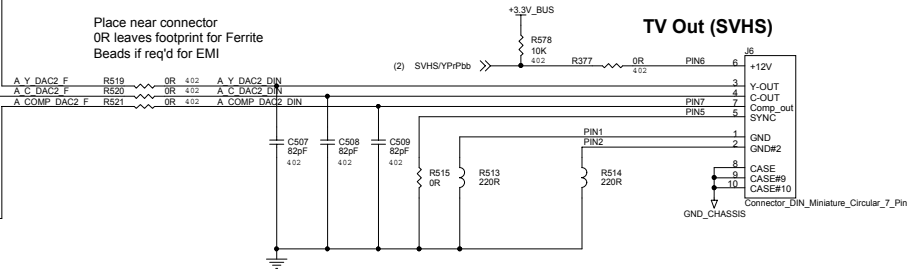 Place near connector
0R leaves footprint for Ferrite
Beads if req'd for EMI
+3.3V_BUS
TV Out (SVHS)
R578
10K
402
J6
(2) SVHS/YPrPbb
R377 0R 402 PIN6 6 +12V
A_Y_DAC2_F R519 0R 402 A_Y_DAC2_DIN 3 Y-OUT
A_C_DAC2_F R520 0R 402 A_C_DAC2_DIN 4 C-OUT
A_COMP_DAC2_F R521 0R 402 A_COMP_DAC2_DIN PIN7 7 Comp_out
PIN5 5 SYNC
PIN1 1 GND
PIN2 2 GND#2
C507
82pF
402
C508
82pF
402
C509
82pF
402
R515
0R
R513
220R
R514
220R
8 CASE
9 CASE#9
10 CASE#10
GND_CHASSIS
Connector_DIN_Miniature_Circular_7_Pin